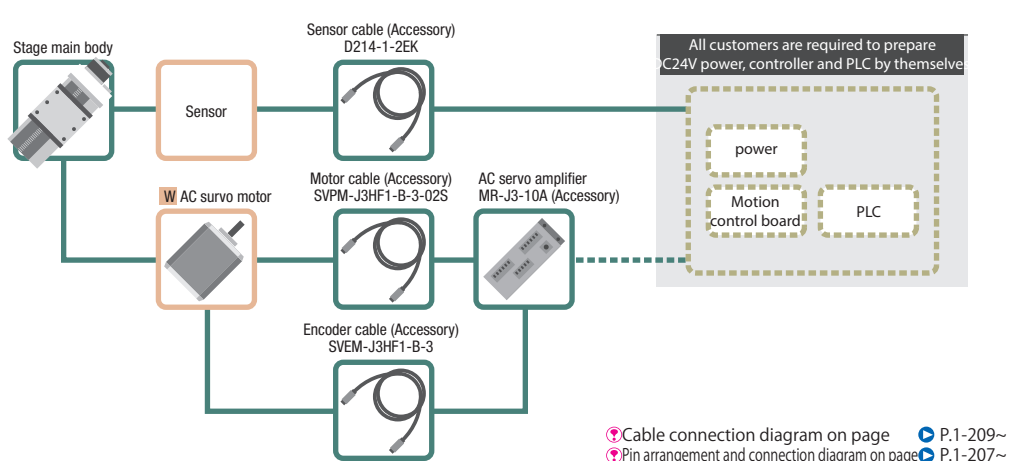 Sensor cable (Accessory)
D214-1-2EK
Stage main body
Sensor
All customers are required to prepare
DC24V power, controller and PLC by themselve
power
Motion
control board
PLC
W AC survo motor
Motor cable (Accessory)
SVPM-J3HF1-B-3-02S
AC servo amplifier
MR-J3-10A (Accessory)
Encoder cable (Accessory)
SVEM-J3HF1-B-3
Cable connection diagram on page P.1-209~
Pin arrangement and connection diagram on page P.1-207~